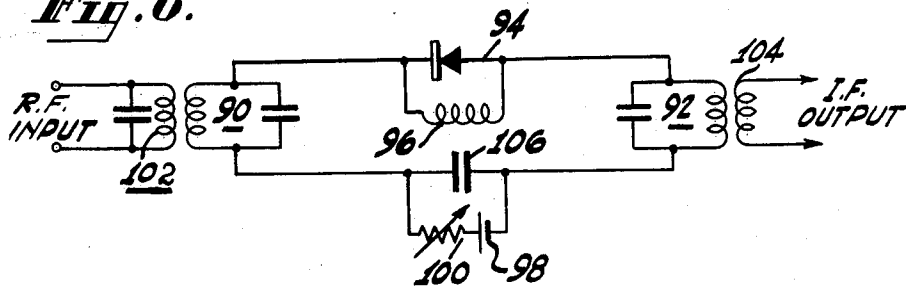 Fig. 6.
94
104
R.F.
INPUT
90
92
I.F.
OUTPUT
96
106
102
100
98